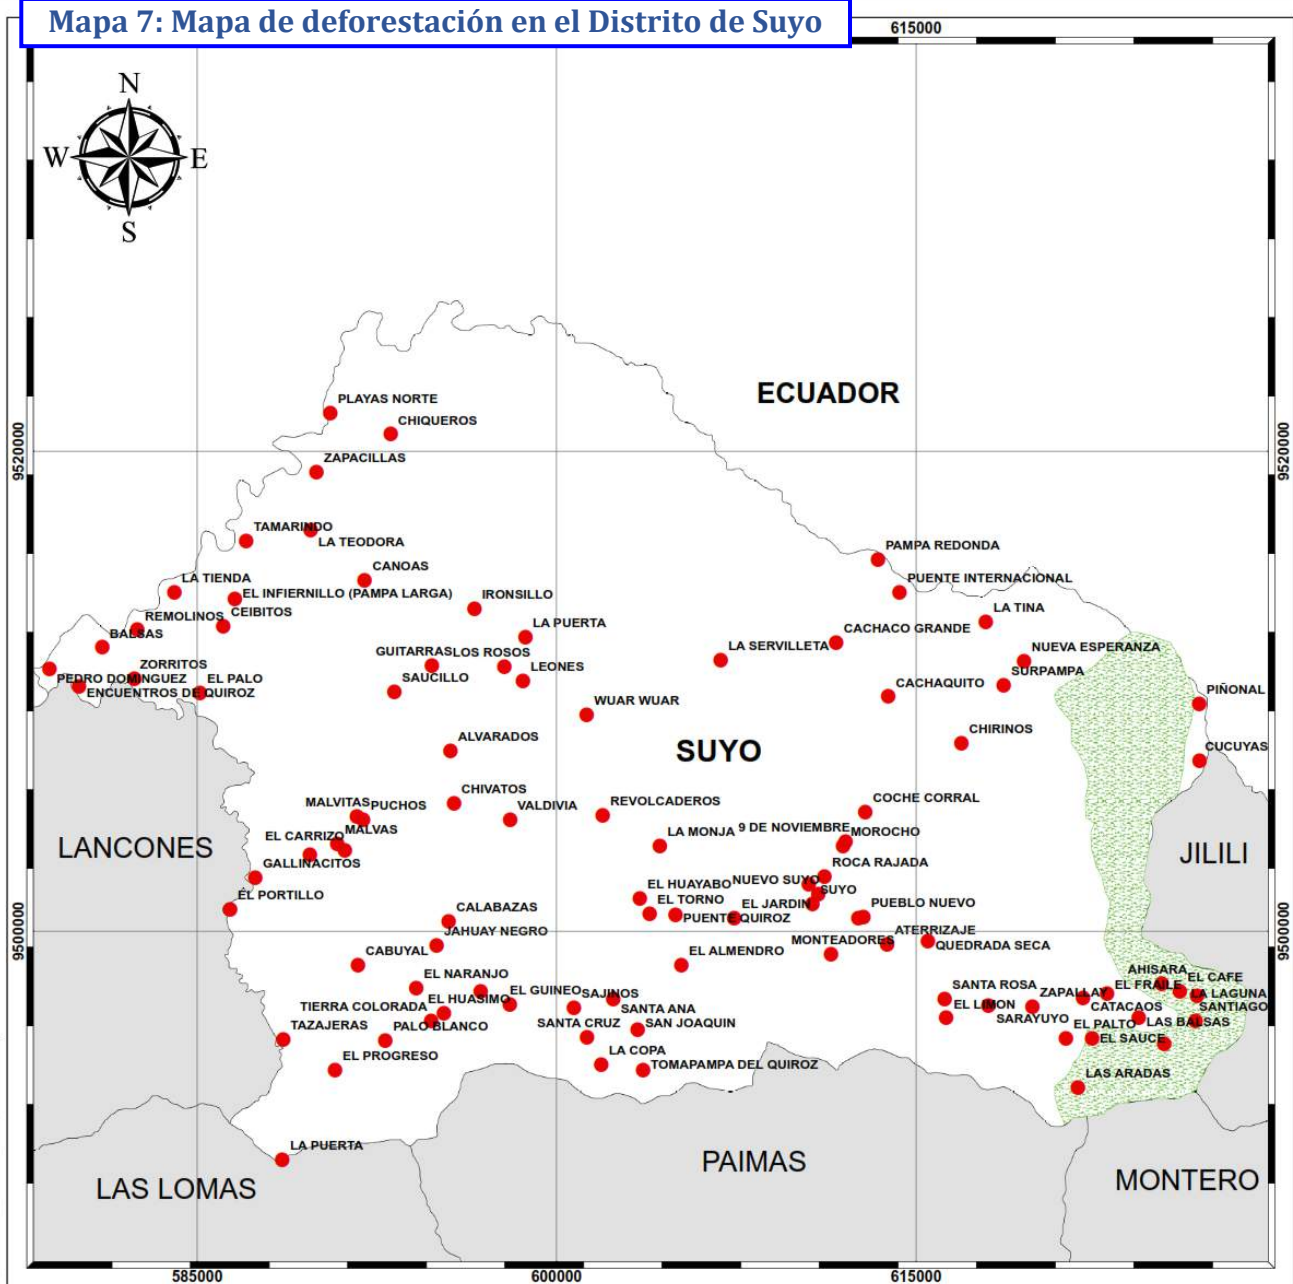 Mapa 7: Mapa de deforestación en el Distrito de Suyo
615000
N
W
E
S
ECUADOR
PLAYAS NORTE
CHIQUEROS
9520000
9520000
ZAPACILLAS
TAMARINDO
LA TEODORA
PAMPA REDONDA
CANOAS
LA TIENDA
PUENTE INTERNACIONAL
EL INFIERNILLO (PAMPA LARGA)
IRONSILLO
REMOLINOS
CEIBITOS
LA TINA
LA PUERTA
CACHACO GRANDE
BALSAS
GUITARRAS
LOS ROSOS
LA SERVILLETA
NUEVA ESPERANZA
ZORRITOS
LEONES
SURPAMPA
PEDRO DOMINGUEZ
EL PALO
SAUCILLO
CACHAQUITO
PIÑONAL
ENCUENTROS DE QUIROZ
WUAR WUAR
CHIRINOS
ALVARADOS
SUYO
CUCUYAS
CHIVATOS
MALVITAS
PUCHOS
VALDIVIA
REVOLCADEROS
COCHE CORRAL
MALVAS
EL CARRIZO
LA MONJA
9 DE NOVIEMBRE
MOROCHO
LANCONES
JILILI
GALLINACITOS
ROCA RAJADA
EL HUAYABO
NUEVO SUYO
SUYO
EL PORTILLO
EL TORNO
EL JARDIN
PUEBLO NUEVO
CALABAZAS
PUENTE QUIROZ
9500000
9500000
JAHUAY NEGRO
ATERRIZAJE
MONTEADORES
QUEDRADA SECA
CABUYAL
EL ALMENDRO
EL NARANJO
AHISARA
EL CAFE
EL GUINEO
SAJINOS
SANTA ROSA
ZAPALLAY
EL FRAILE
LA LAGUNA
TIERRA COLORADA
EL HUASIMO
SANTA ANA
EL LIMON
CATACAOS
SANTIAGO
SARAYUYO
TAZAJERAS
PALO BLANCO
SANTA CRUZ
SAN JOAQUIN
EL PALTO
LAS BALSAS
EL SAUCE
EL PROGRESO
LA COPA
TOMAPAMPA DEL QUIROZ
LAS ARADAS
LA PUERTA
PAIMAS
LAS LOMAS
MONTERO
585000
600000
615000